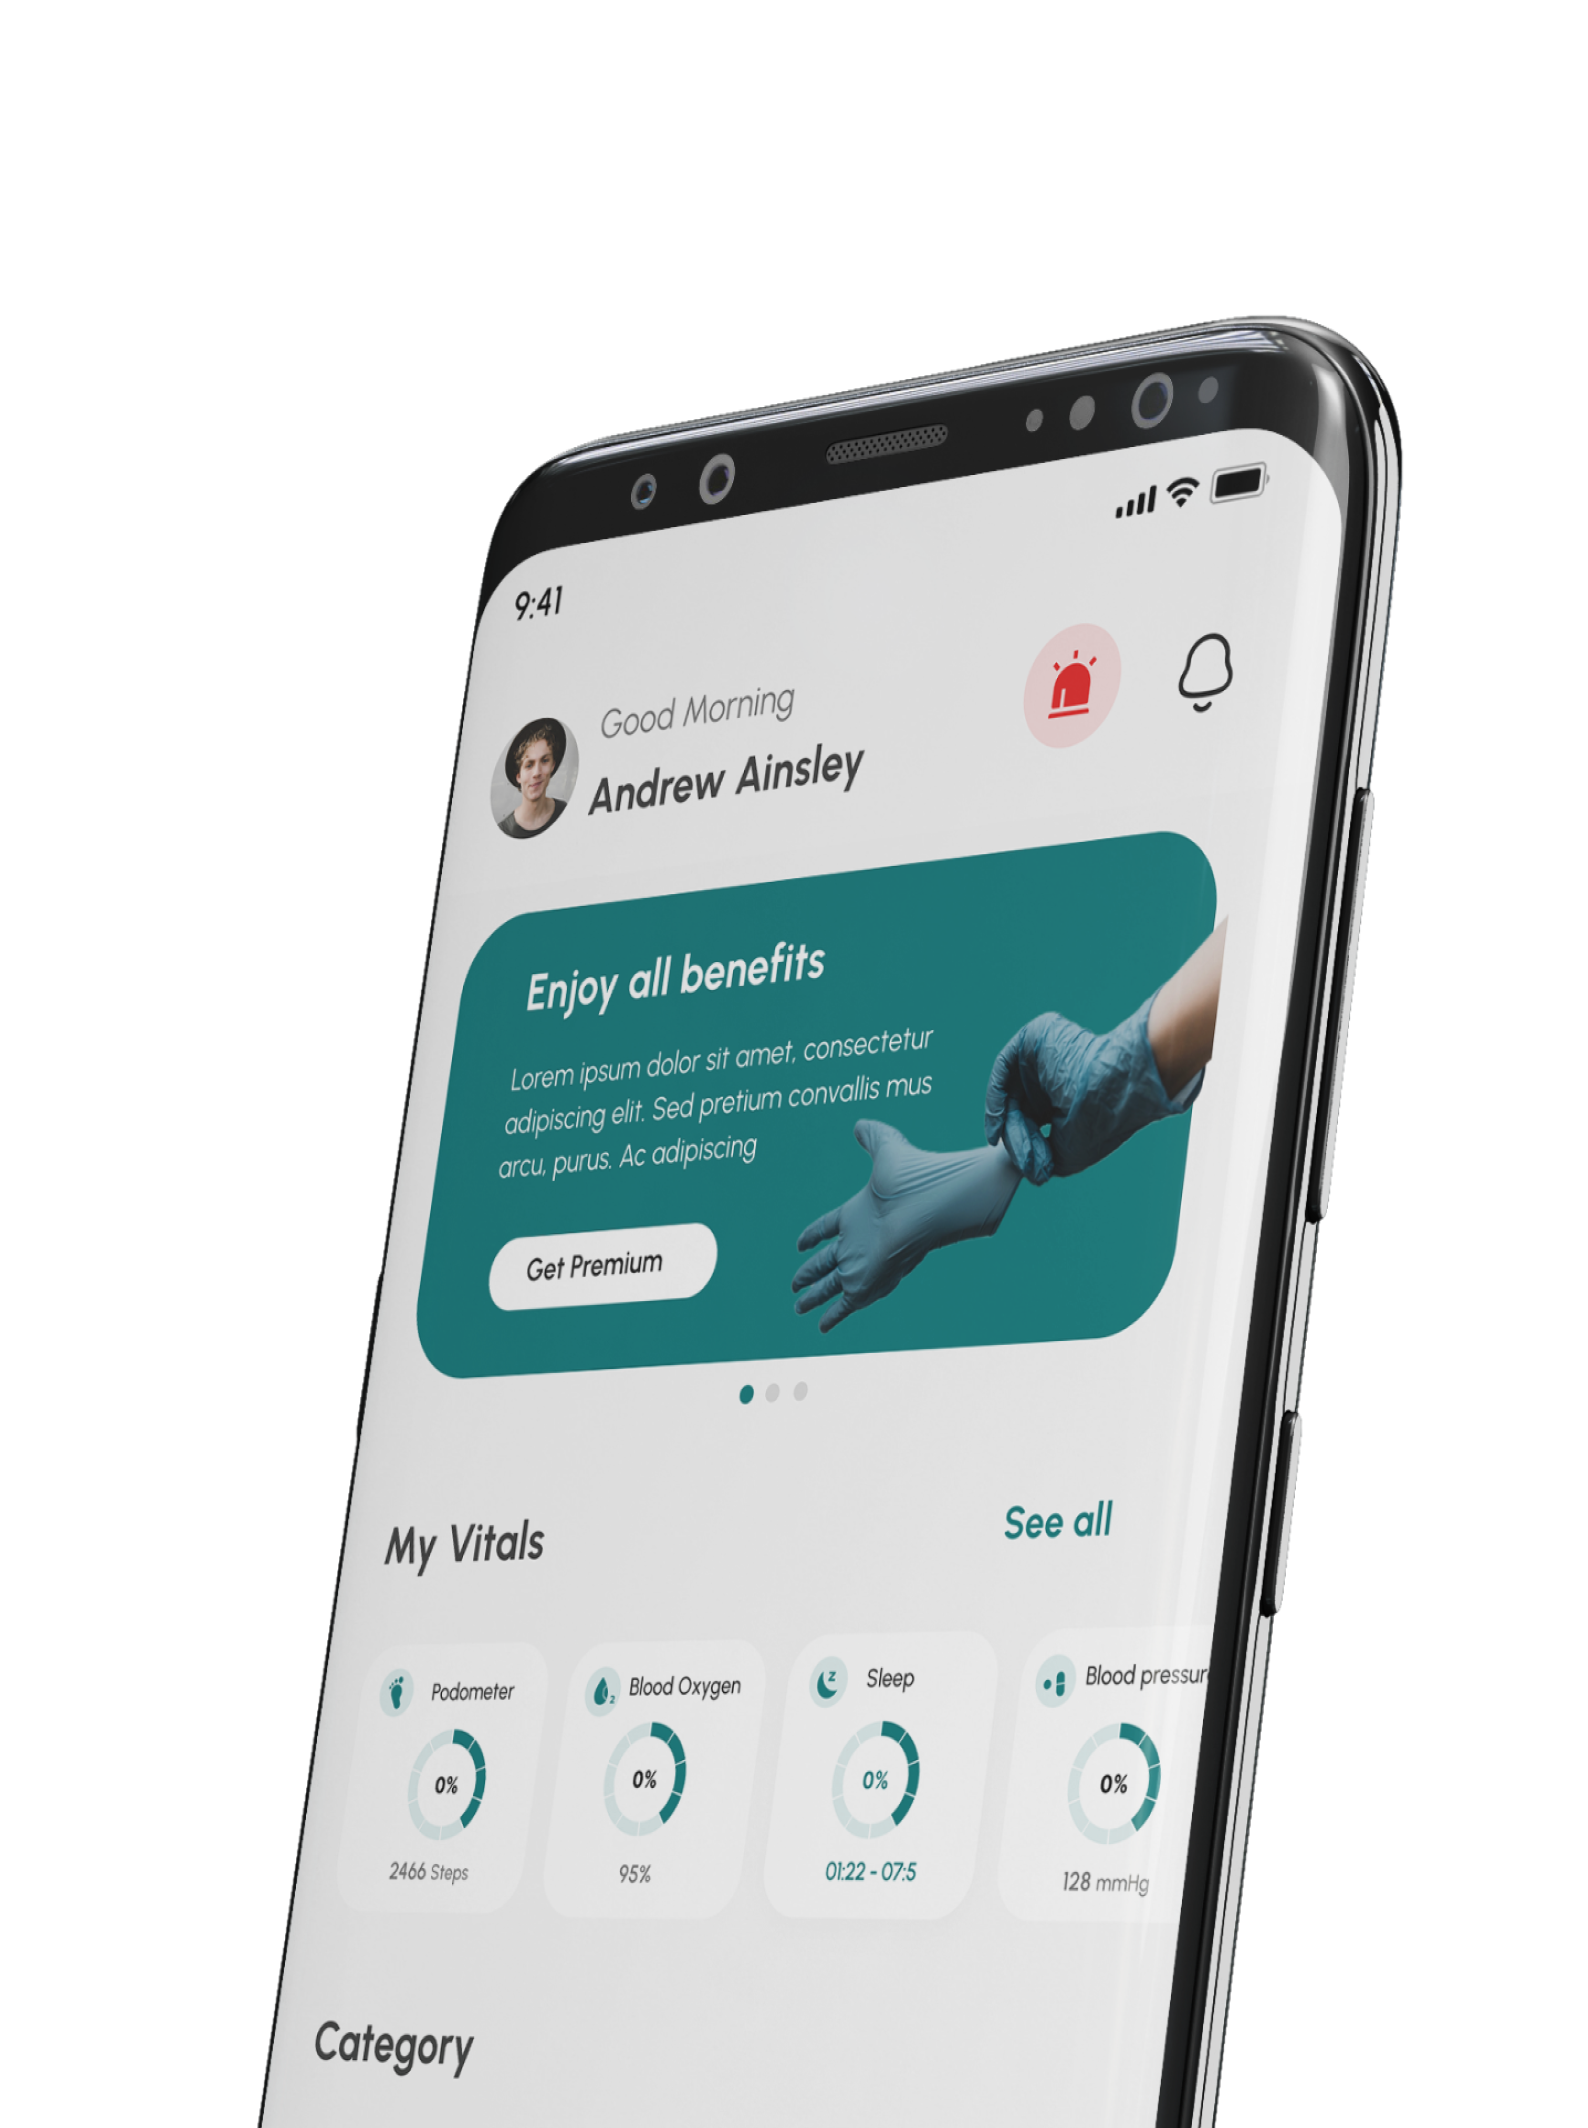 9:41
Good Morning
Andrew Ainsley
Enjoy all benefits
Lorem ipsum dolor sit amet, consectetur
adipiscing elit. Sed pretium convallis mus
arcu, purus. Ac adipiscing
Get Premium
My Vitals
See all
Podometer
0%
2466 Steps
Blood Oxygen
2
0%
95%
Sleep
z
0%
01:22 - 07:5
Blood pressur
0%
128 mmHg
Category